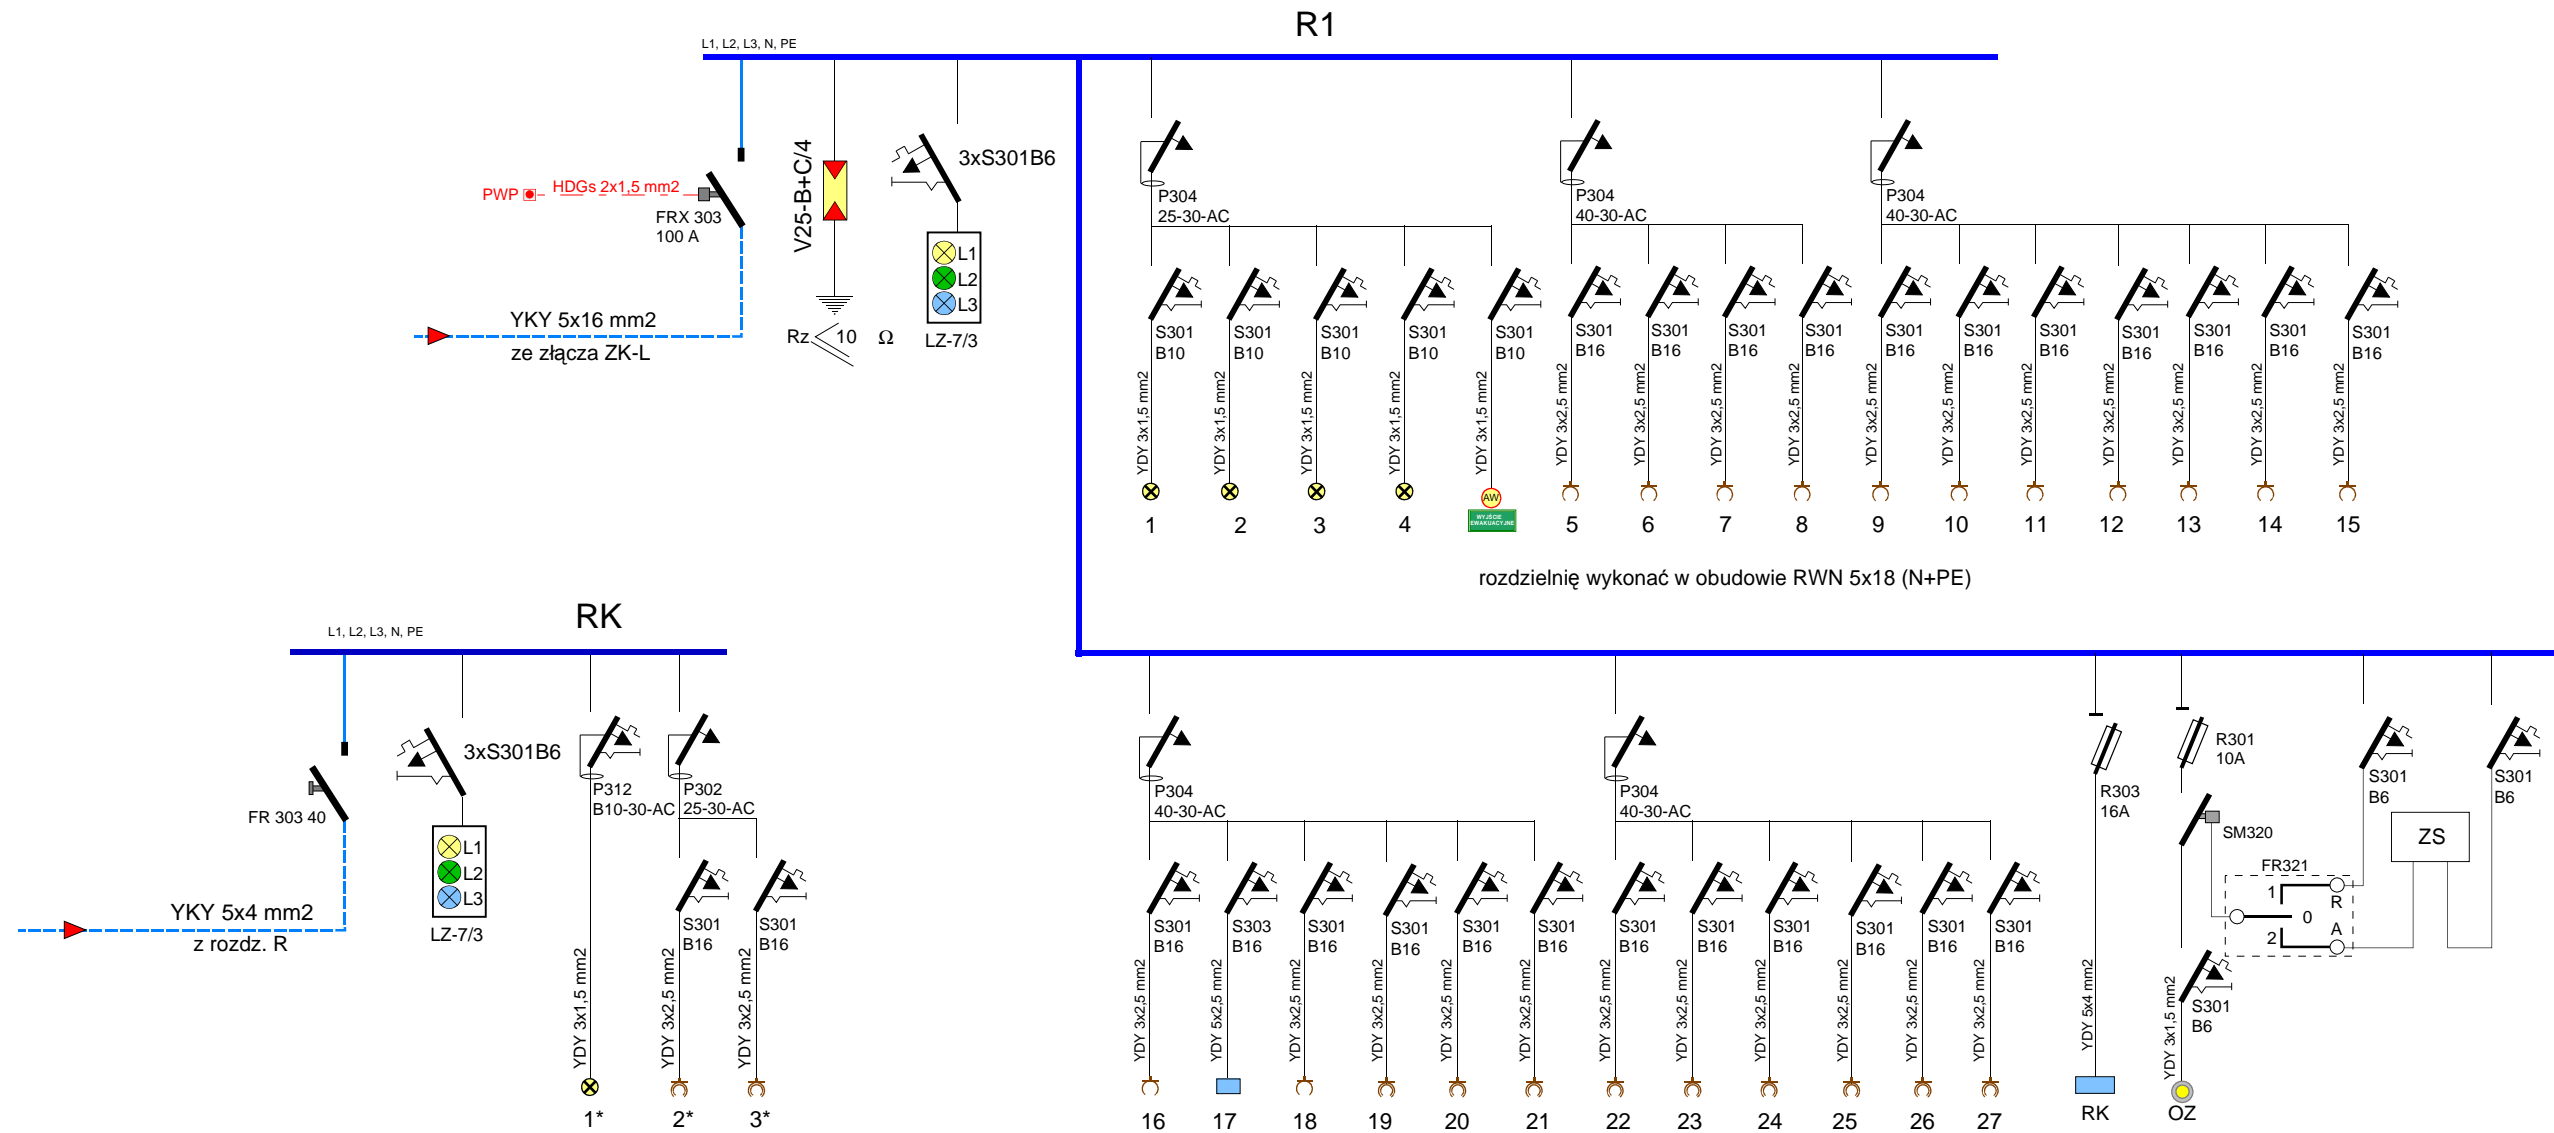 R1
L1, L2, L3, N, PE
PWP
HDGs 2x1,5 mm2
FRX 303
100 A
V25-B+C/4
3xS301B6
L1
L2
L3
LZ-7/3
YKY 5x16 mm2
ze złącza ZK-L
Rz
10 Ω
P304
25-30-AC
P304
40-30-AC
P304
40-30-AC
S301
B10
S301
B10
S301
B10
S301
B10
S301
B10
S301
B16
S301
B16
S301
B16
S301
B16
S301
B16
S301
B16
S301
B16
S301
B16
S301
B16
S301
B16
S301
B16
YDY 3x1,5 mm2
YDY 3x1,5 mm2
YDY 3x1,5 mm2
YDY 3x1,5 mm2
YDY 3x1,5 mm2
YDY 3x2,5 mm2
YDY 3x2,5 mm2
YDY 3x2,5 mm2
YDY 3x2,5 mm2
YDY 3x2,5 mm2
YDY 3x2,5 mm2
YDY 3x2,5 mm2
YDY 3x2,5 mm2
YDY 3x2,5 mm2
YDY 3x2,5 mm2
YDY 3x2,5 mm2
AW
WYJŚCIE
EWAKUACYJNE
1 2 3 4 5 6 7 8 9 10 11 12 13 14 15
rozdzielnię wykonać w obudowie RWN 5x18 (N+PE)
RK
L1, L2, L3, N, PE
FR 303 40
3xS301B6
L1
L2
L3
LZ-7/3
YKY 5x4 mm2
z rozdz. R
P312
B10-30-AC
P302
25-30-AC
S301
B16
S301
B16
YDY 3x1,5 mm2
YDY 3x2,5 mm2
YDY 3x2,5 mm2
1* 2* 3*
P304
40-30-AC
P304
40-30-AC
S301
B16
S303
B16
S301
B16
S301
B16
S301
B16
S301
B16
S301
B16
S301
B16
S301
B16
S301
B16
S301
B16
S301
B16
YDY 3x2,5 mm2
YDY 5x2,5 mm2
YDY 3x2,5 mm2
YDY 3x2,5 mm2
YDY 3x2,5 mm2
YDY 3x2,5 mm2
YDY 3x2,5 mm2
YDY 3x2,5 mm2
YDY 3x2,5 mm2
YDY 3x2,5 mm2
YDY 3x2,5 mm2
YDY 3x2,5 mm2
16 17 18 19 20 21 22 23 24 25 26 27
R303
16A
YDY 5x4 mm2
RK
R301
10A
SM320
S301
B6
YDY 3x1,5 mm2
OZ
S301
B6
S301
B6
ZS
FR321
1
R
0
A
2